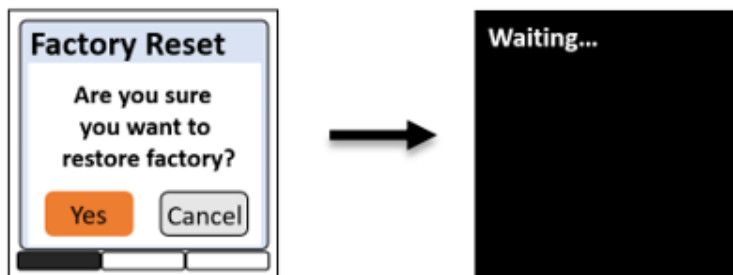 Factory Reset
Are you sure
you want to
restore factory?
Yes
Cancel
Waiting...